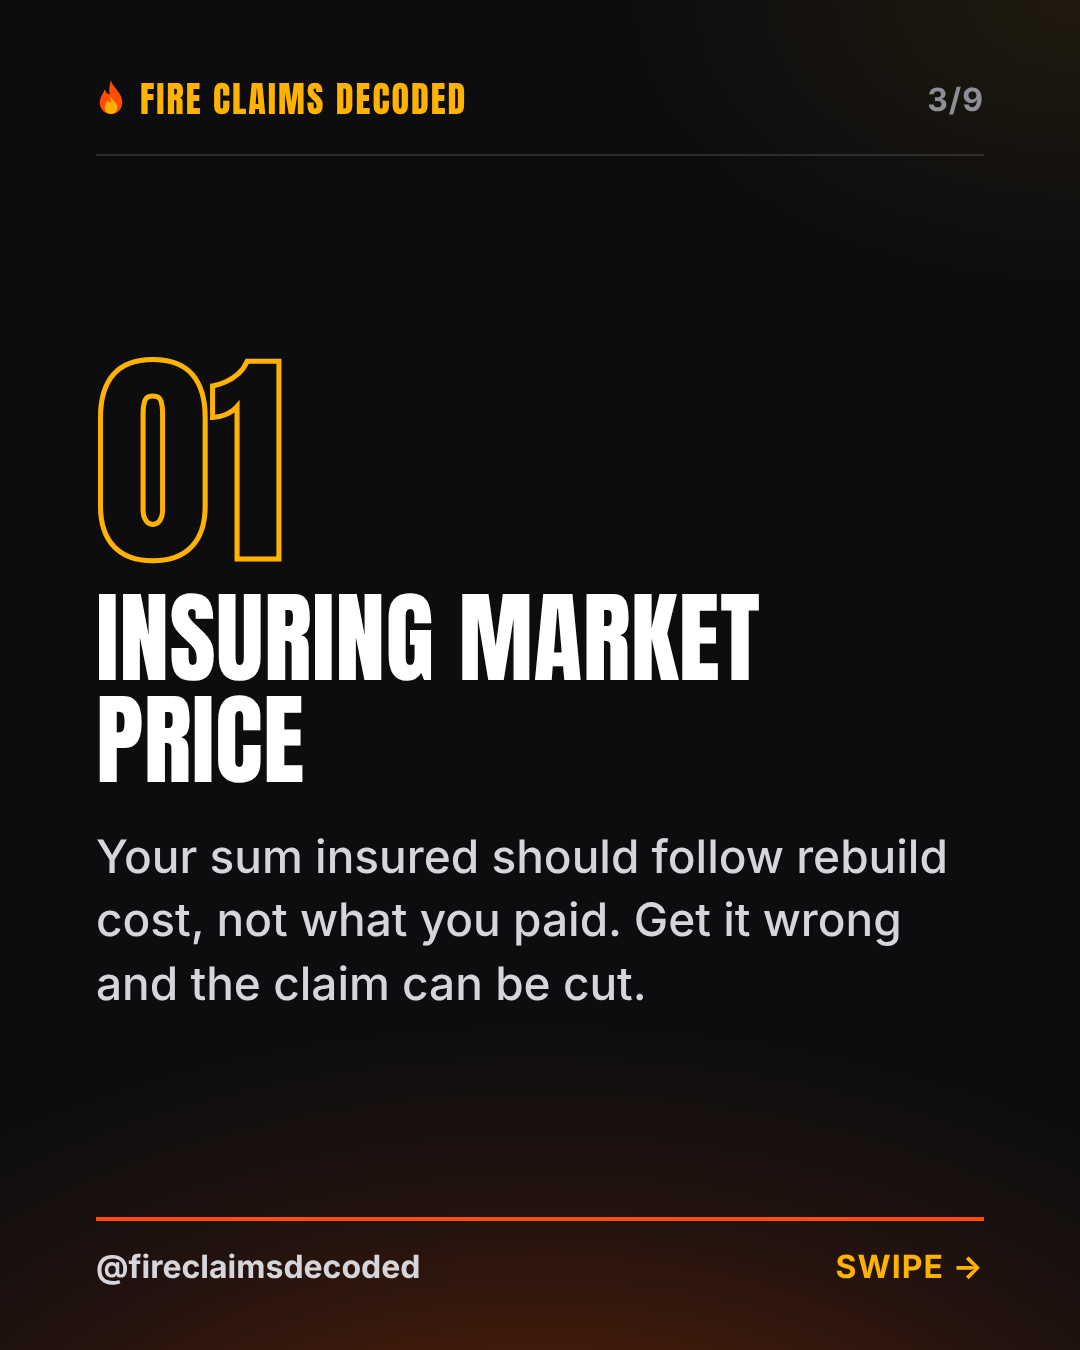 🔥 FIRE CLAIMS DECODED
3/9
01
INSURING MARKET
PRICE
Your sum insured should follow rebuild
cost, not what you paid. Get it wrong
and the claim can be cut.
@fireclaimsdecoded
SWIPE →